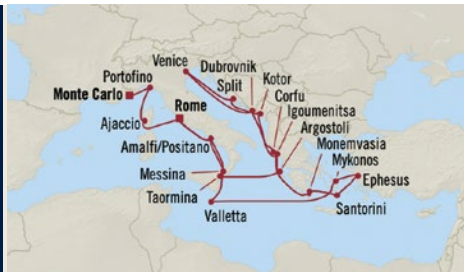 Venice
Dubrovnik
Split
Kotor
Portofino
Monte Carlo
Rome
Corfu
Igoumenitsa
Ajaccio
Argostoli
Amalfi/Positano
Monemvasia
Mykonos
Messina
Ephesus
Taormina
Valletta
Santorini